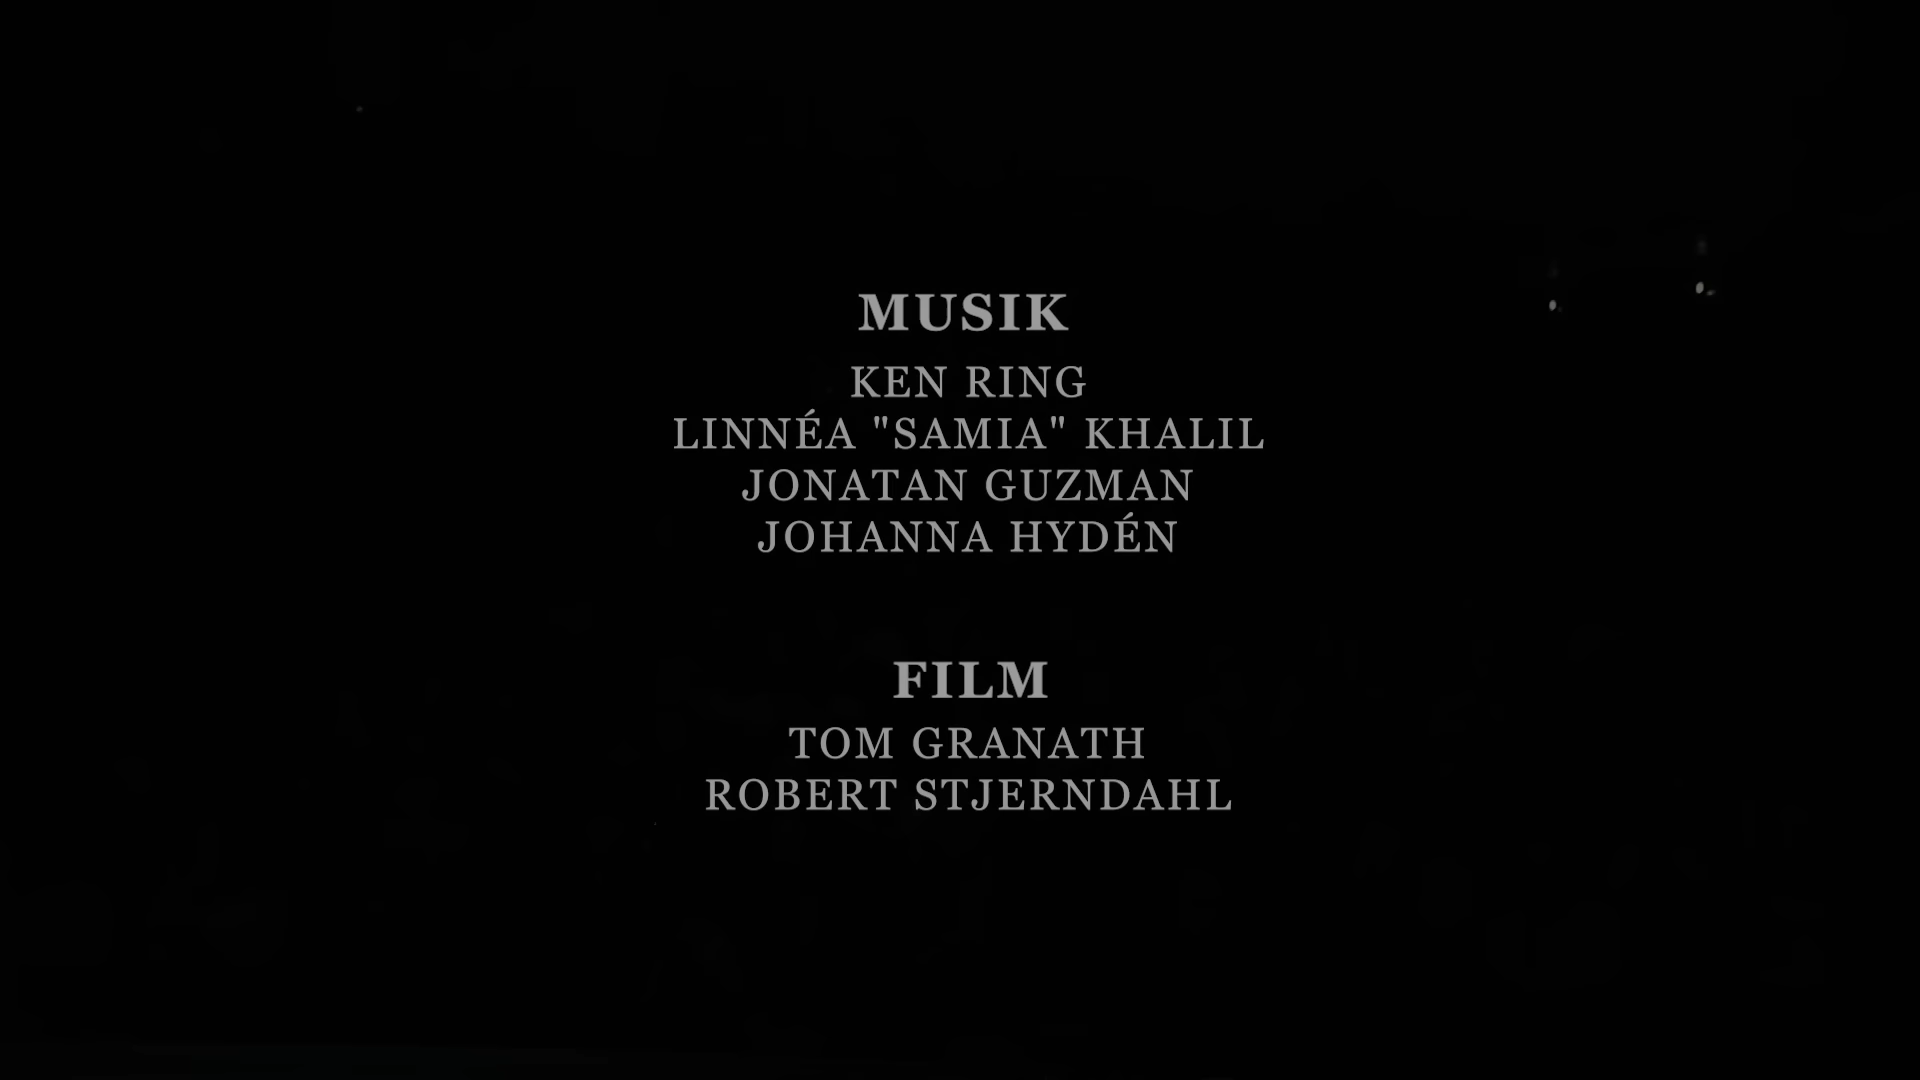 MUSIK
KEN RING
LINNÉA "SAMIA" KHALIL
JONATAN GUZMAN
JOHANNA HYDÉN
FILM
TOM GRANATH
ROBERT STJERNDAHL